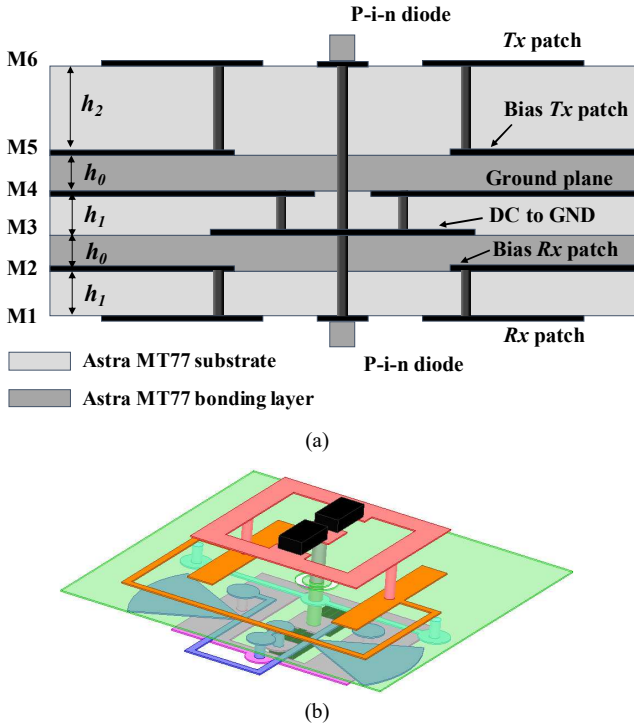 P-i-n diode
Tx patch
M6
h2
Bias Tx patch
M5
h0
Ground plane
M4
h1
DC to GND
M3
h0
Bias Rx patch
M2
h1
M1
Rx patch
P-i-n diode
Astra MT77 substrate
Astra MT77 bonding layer
(a)
(b)